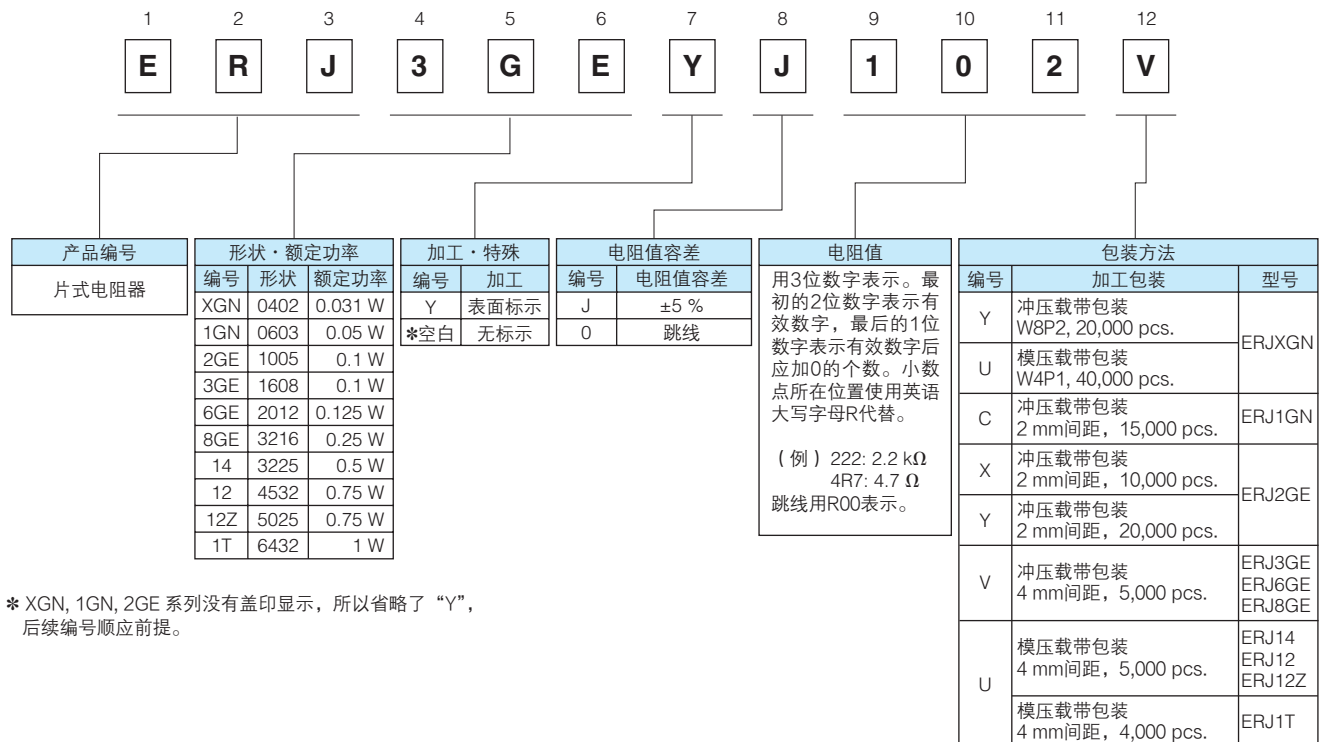 1 2 3 4 5 6 7 8 9 10 11 12
E R J 3 G E Y J 1 0 2 V
产品编号
片式电阻器
形状・额定功率
编号 形状 额定功率
XGN 0402 0.031 W
1GN 0603 0.05 W
2GE 1005 0.1 W
3GE 1608 0.1 W
6GE 2012 0.125 W
8GE 3216 0.25 W
14 3225 0.5 W
12 4532 0.75 W
12Z 5025 0.75 W
1T 6432 1 W
加工・特殊
编号 加工
Y 表面标示
✽空白 无标示
电阻值容差
编号 电阻值容差
J ±5 %
0 跳线
电阻值
用3位数字表示。最
初的2位数字表示有
效数字，最后的1位
数字表示有效数字后
应加0的个数。小数
点所在位置使用英语
大写字母R代替。
（例）222: 2.2 kΩ
4R7: 4.7 Ω
跳线用R00表示。
包装方法
编号 加工包装 型号
Y 冲压载带包装
W8P2, 20,000 pcs.
ERJXGN
U 模压载带包装
W4P1, 40,000 pcs.
C 冲压载带包装
2 mm间距，15,000 pcs.
ERJ1GN
X 冲压载带包装
2 mm间距，10,000 pcs.
ERJ2GE
Y 冲压载带包装
2 mm间距，20,000 pcs.
V 冲压载带包装
4 mm间距，5,000 pcs.
ERJ3GE
ERJ6GE
ERJ8GE
U 模压载带包装
4 mm间距，5,000 pcs.
ERJ14
ERJ12
ERJ12Z
模压载带包装
4 mm间距，4,000 pcs.
ERJ1T
✽ XGN, 1GN, 2GE 系列没有盖印显示，所以省略了“Y”，
后续编号顺应前提。